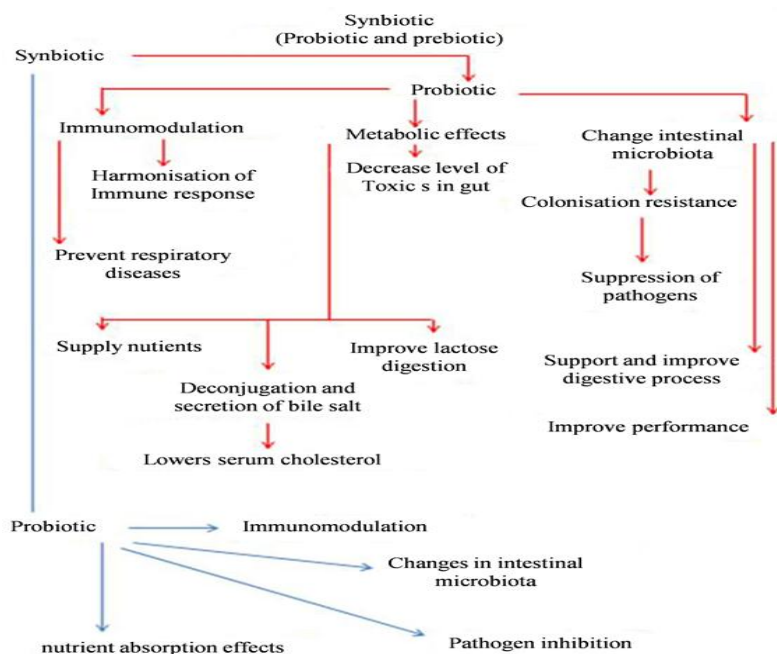 Synbiotic
(Probiotic and prebiotic)
Synbiotic
Probiotic
Immunomodulation
Metabolic effects
Change intestinal
microbiota
Harmonisation of
Immune response
Decrease level of
Toxic s in gut
Colonisation resistance
Prevent respiratory
diseases
Suppression of
pathogens
Supply nutients
Improve lactose
digestion
Support and improve
digestive process
Deconjugation and
secretion of bile salt
Improve performance
Lowers serum cholesterol
Probiotic
Immunomodulation
Changes in intestinal
microbiota
nutrient absorption effects
Pathogen inhibition